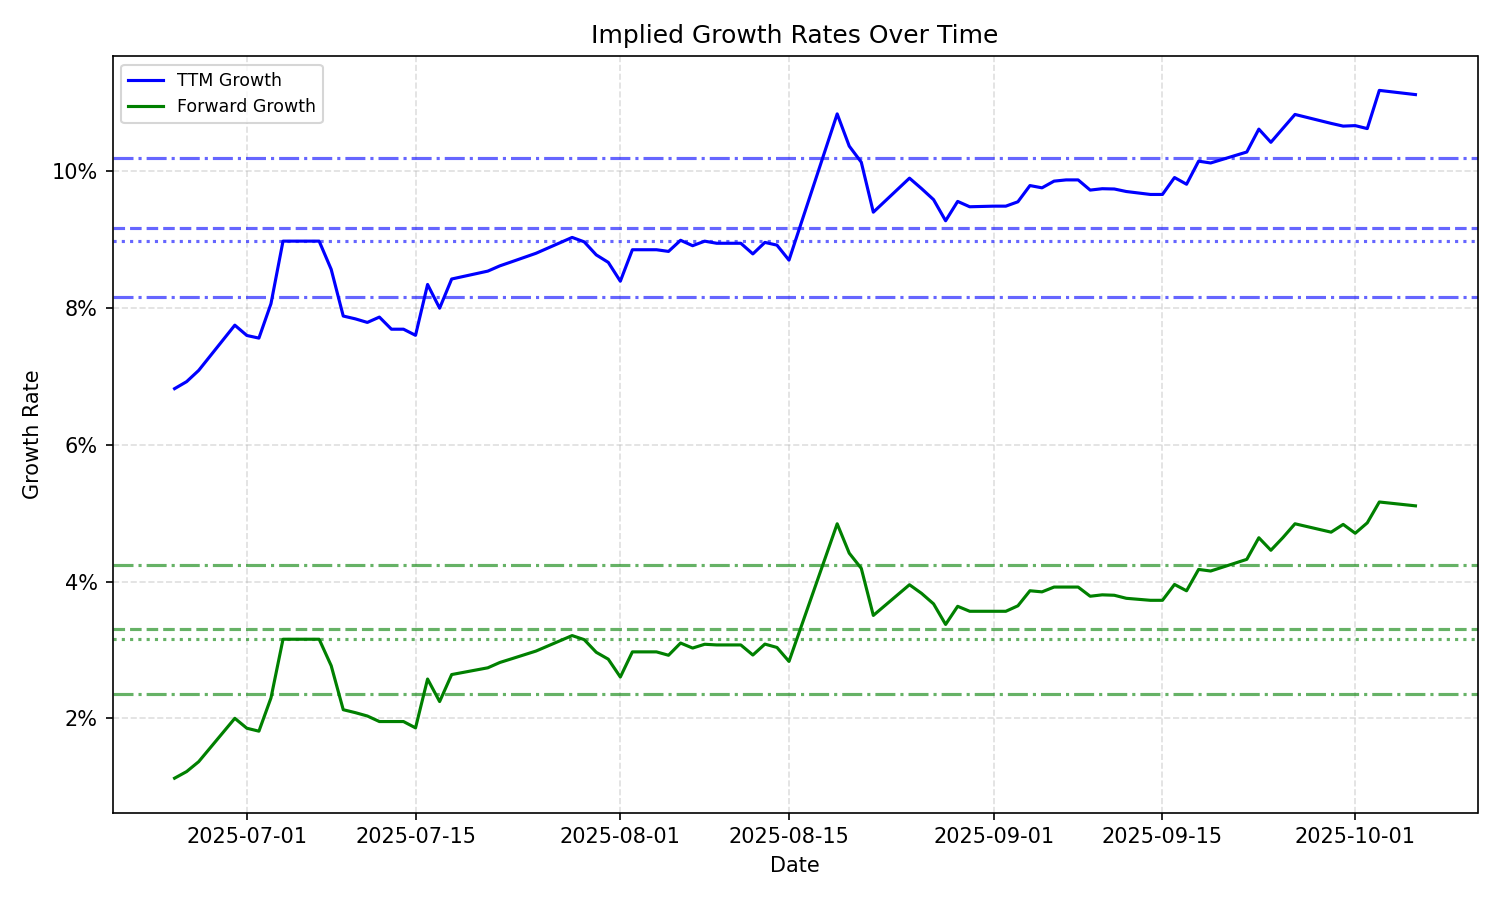 Implied Growth Rates Over Time
TTM Growth
Forward Growth
10%
8%
6%
4%
2%
Growth Rate
2025-07-01
2025-07-15
2025-08-01
2025-08-15
2025-09-01
2025-09-15
2025-10-01
Date